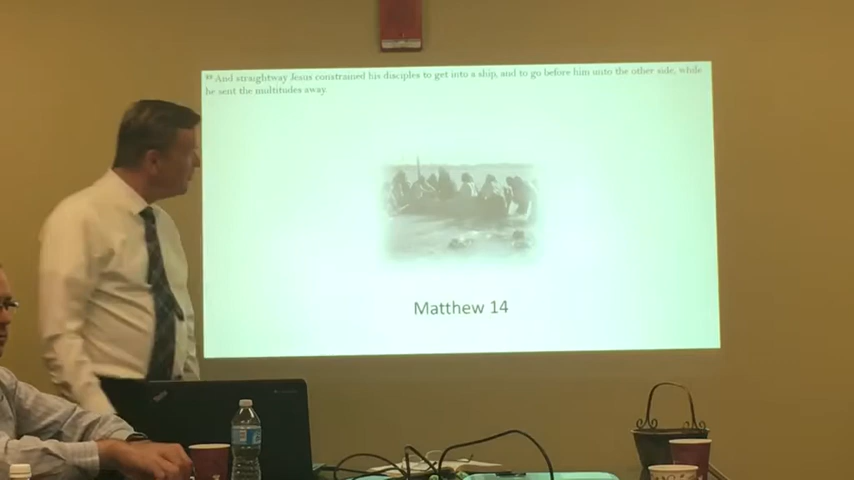 And straightway Jesus constrained his disciples to get into a ship, and to go before him unto the other side, while
he sent the multitudes away.
Matthew 14